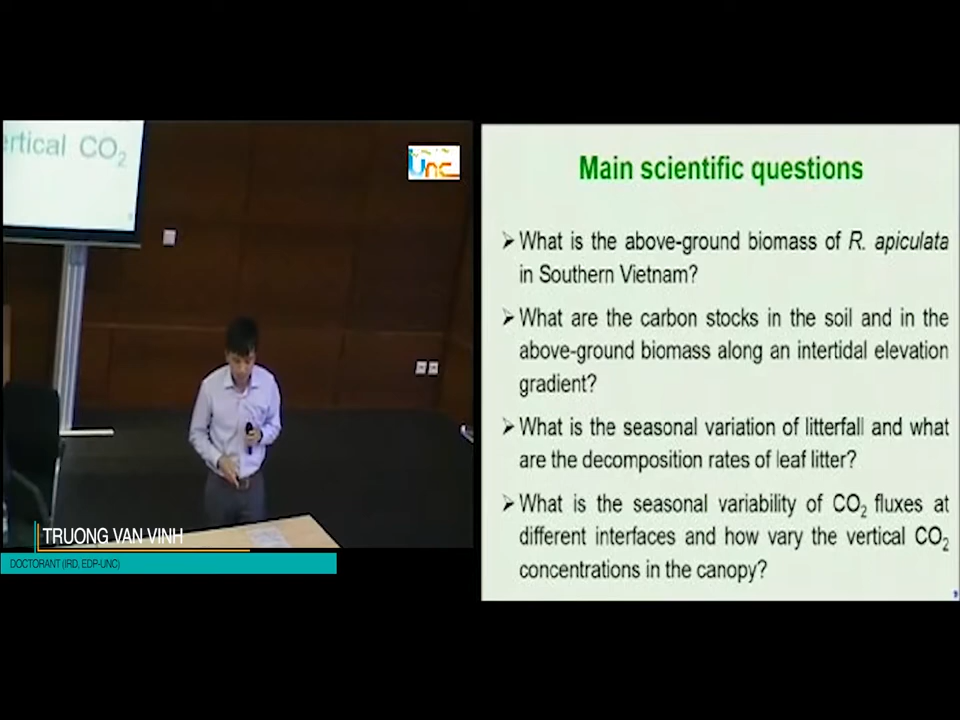 ertical CO2
Unc
TRUONG VAN VINH
DOCTORANT (IRD, EDP-UNC)
Main scientific questions
➢ What is the above-ground biomass of R. apiculata
in Southern Vietnam?
➢ What are the carbon stocks in the soil and in the
above-ground biomass along an intertidal elevation
gradient?
➢ What is the seasonal variation of litterfall and what
are the decomposition rates of leaf litter?
➢ What is the seasonal variability of CO2 fluxes at
different interfaces and how vary the vertical CO2
concentrations in the canopy?